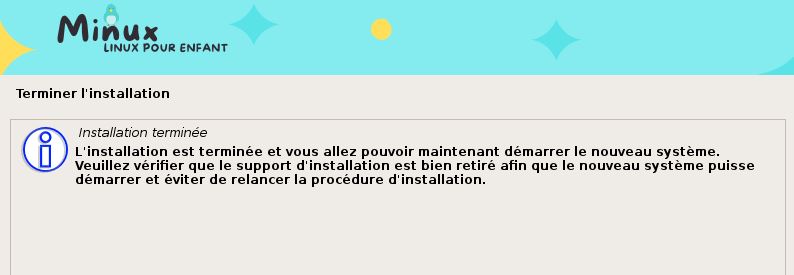 Minux
LINUX POUR ENFANT
Terminer l'installation
Installation terminée
L'installation est terminée et vous allez pouvoir maintenant démarrer le nouveau système.
Veuillez vérifier que le support d'installation est bien retiré afin que le nouveau système puisse
démarrer et éviter de relancer la procédure d'installation.